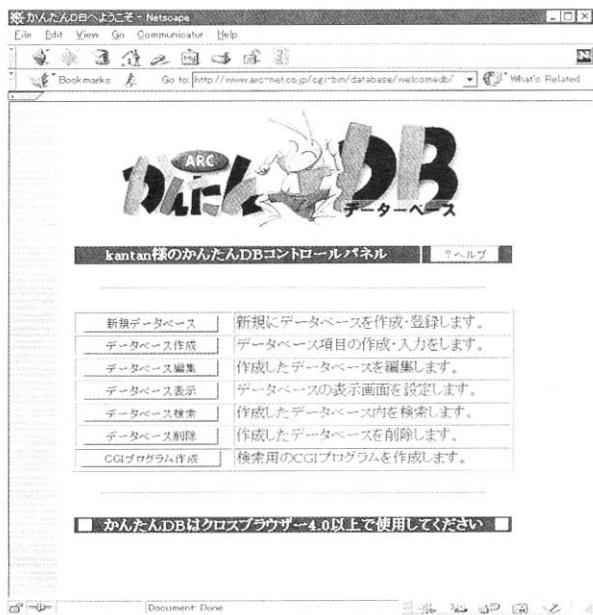 かんたんDBへようこそ - Netscape
File Edit View Go Communicator Help
Bookmarks Go to: http://www.arc-net.co.jp/cgi-bin/database/welcomedb/ What's Related
ARC
かんたんDB
データーベース
kantan様のかんたんDBコントロールパネル ?ヘルプ
新規データベース 新規にデータベースを作成・登録します。
データベース作成 データベース項目の作成・入力をします。
データベース編集 作成したデータベースを編集します。
データベース表示 データベースの表示画面を設定します。
データベース検索 作成したデータベース内を検索します。
データベース削除 作成したデータベースを削除します。
CGIプログラム作成 検索用のCGIプログラムを作成します。
かんたんDBはクロスブラウザー4.0以上で使用してください
Document: Done